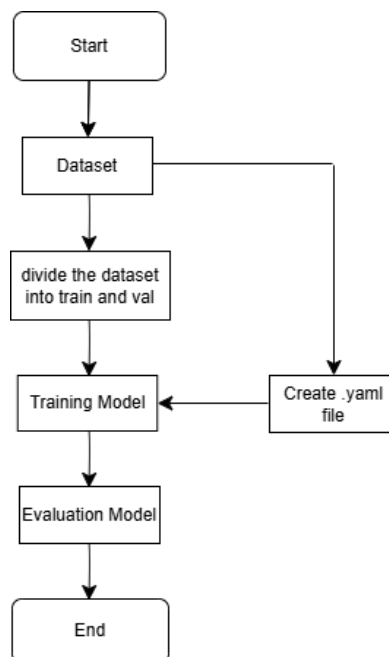 Start
Dataset
divide the dataset
into train and val
Training Model
Create .yaml
file
Evaluation Model
End